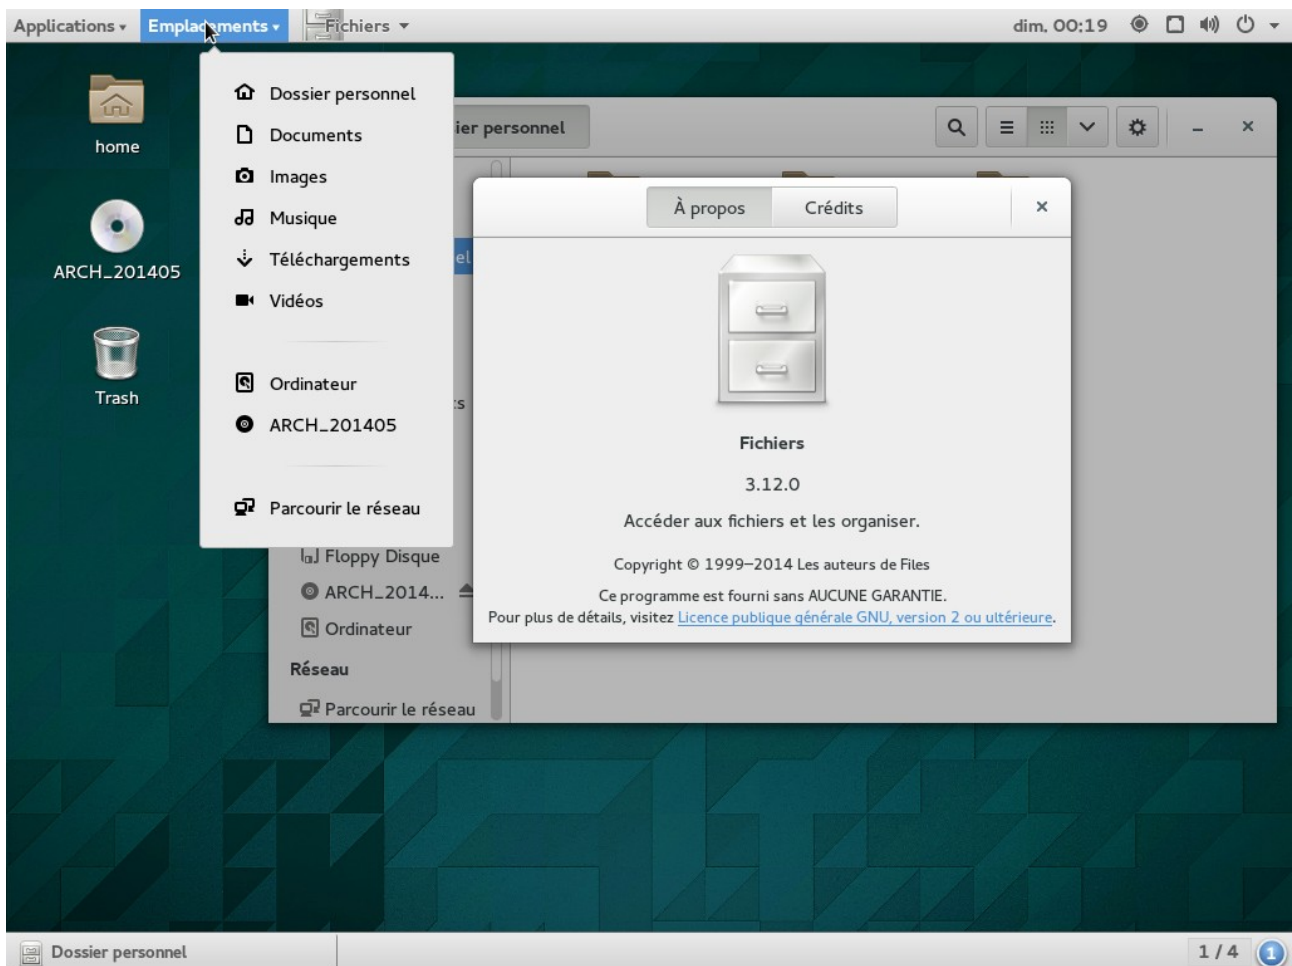 Applications
Emplacements
Fichiers
dim, 00:19
home
ARCH_201405
Trash
Dossier personnel
Documents
Images
Musique
Téléchargements
Vidéos
Ordinateur
ARCH_201405
Parcourir le réseau
ier personnel
el
ts
Floppy Disque
ARCH_2014...
Ordinateur
Réseau
Parcourir le réseau
À propos
Crédits
Fichiers
3.12.0
Accéder aux fichiers et les organiser.
Copyright © 1999–2014 Les auteurs de Files
Ce programme est fourni sans AUCUNE GARANTIE.
Pour plus de détails, visitez Licence publique générale GNU, version 2 ou ultérieure.
Dossier personnel
1 / 4
1